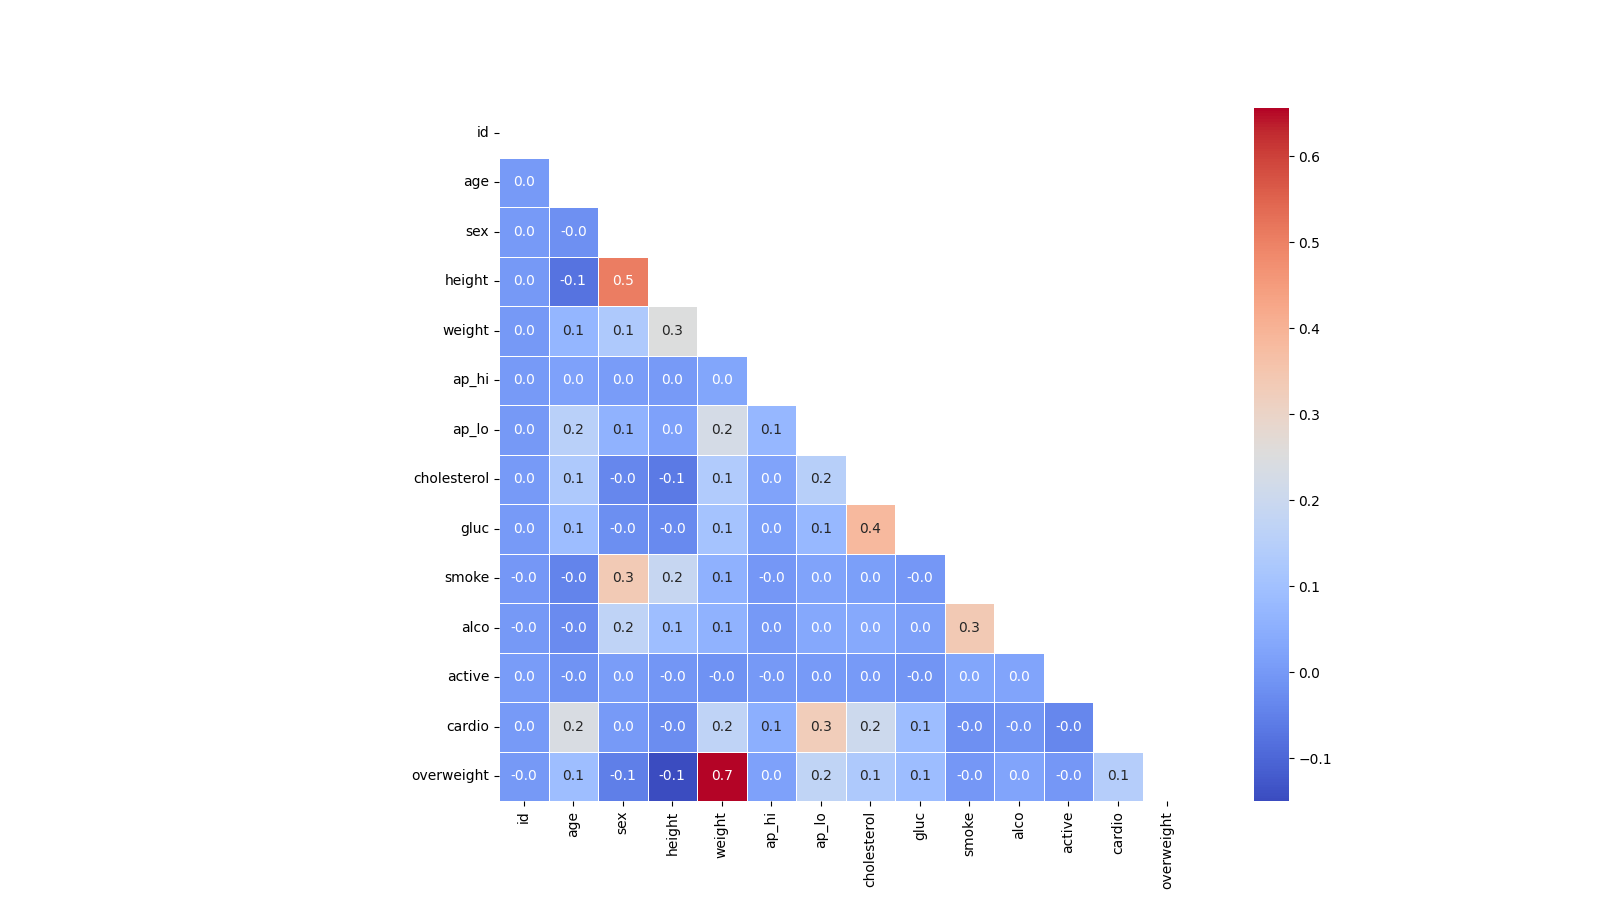 id
age 0.0
sex 0.0 -0.0
height 0.0 -0.1 0.5
weight 0.0 0.1 0.1 0.3
ap_hi 0.0 0.0 0.0 0.0 0.0
ap_lo 0.0 0.2 0.1 0.0 0.2 0.1
cholesterol 0.0 0.1 -0.0 -0.1 0.1 0.0 0.2
gluc 0.0 0.1 -0.0 -0.0 0.1 0.0 0.1 0.4
smoke -0.0 -0.0 0.3 0.2 0.1 -0.0 0.0 0.0 -0.0
alco -0.0 -0.0 0.2 0.1 0.1 0.0 0.0 0.0 0.0 0.3
active 0.0 -0.0 0.0 -0.0 -0.0 -0.0 0.0 0.0 -0.0 0.0 0.0
cardio 0.0 0.2 0.0 -0.0 0.2 0.1 0.3 0.2 0.1 -0.0 -0.0 -0.0
overweight -0.0 0.1 -0.1 -0.1 0.7 0.0 0.2 0.1 0.1 -0.0 0.0 -0.0 0.1
id age sex height weight ap_hi ap_lo cholesterol gluc smoke alco active cardio overweight
0.6
0.5
0.4
0.3
0.2
0.1
0.0
−0.1